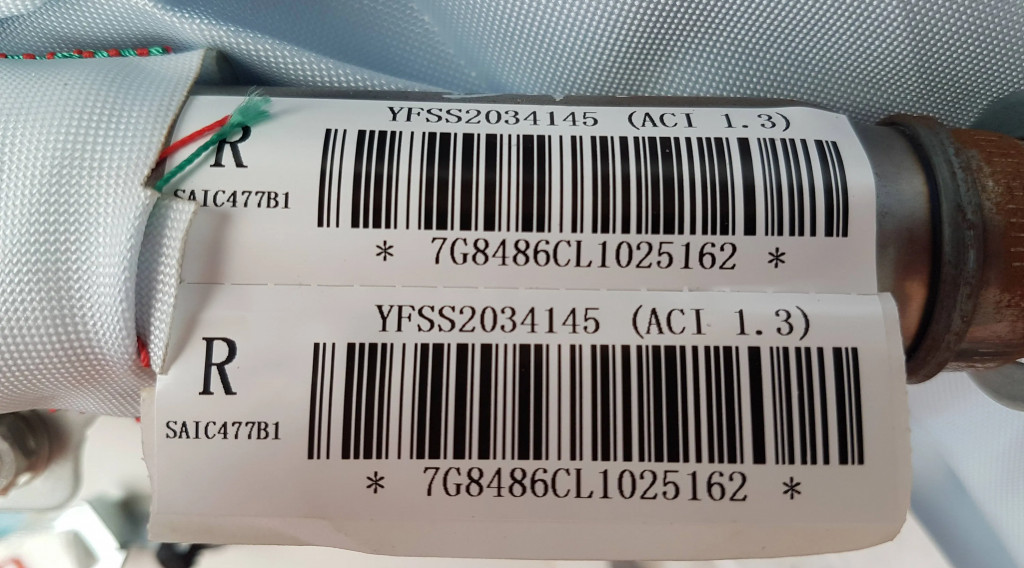 YFSS2034145 (ACI 1.3)
R
SAIC477B1
* 7G8486CL1025162 *
YFSS2034145 (ACI 1.3)
R
SAIC477B1
* 7G8486CL1025162 *